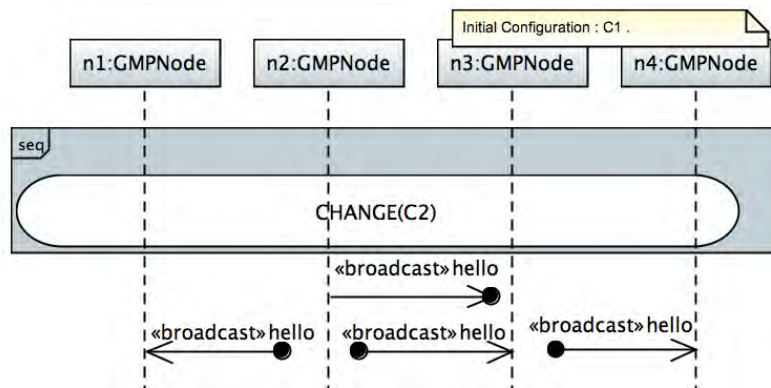 Initial Configuration : C1 .
n1:GMPNode
n2:GMPNode
n3:GMPNode
n4:GMPNode
seq
CHANGE(C2)
«broadcast»hello
«broadcast»hello
«broadcast»hello
«broadcast»hello